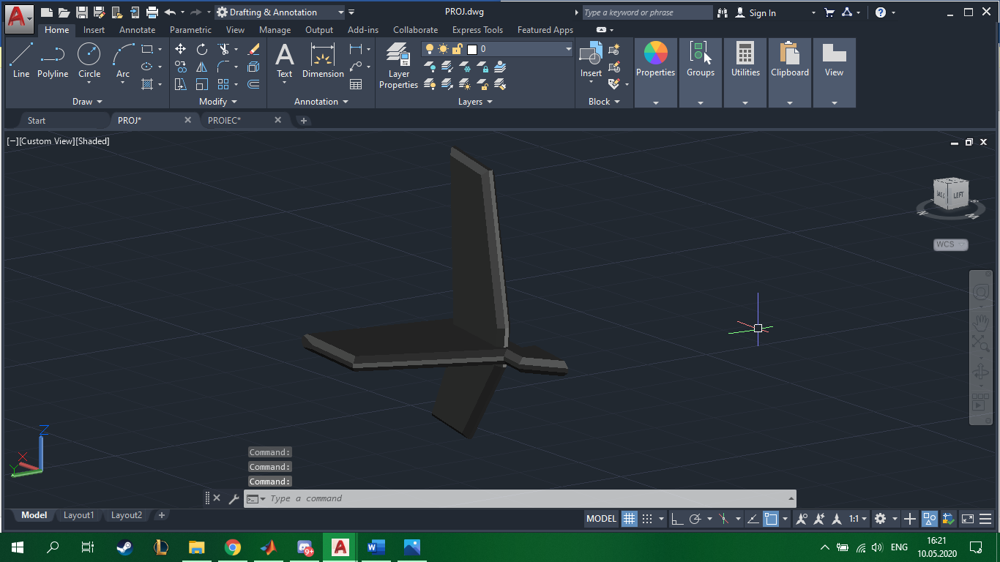 A Drafting & Annotation PROJ.dwg Type a keyword or phrase Sign In ?
Home Insert Annotate Parametric View Manage Output Add-ins Collaborate Express Tools Featured Apps
0
A
Line Polyline Circle Arc Text Dimension Layer Properties Insert Properties Groups Utilities Clipboard View
Draw Modify Annotation Layers Block
Start PROJ* PROIEC* +
[−][Custom View][Shaded]
BACK LEFT
N W
WCS
Z
X
Y
Command:
Command:
Command:
Type a command
Model Layout1 Layout2 + MODEL 1:1
9+ A W ENG 16:21
10.05.2020